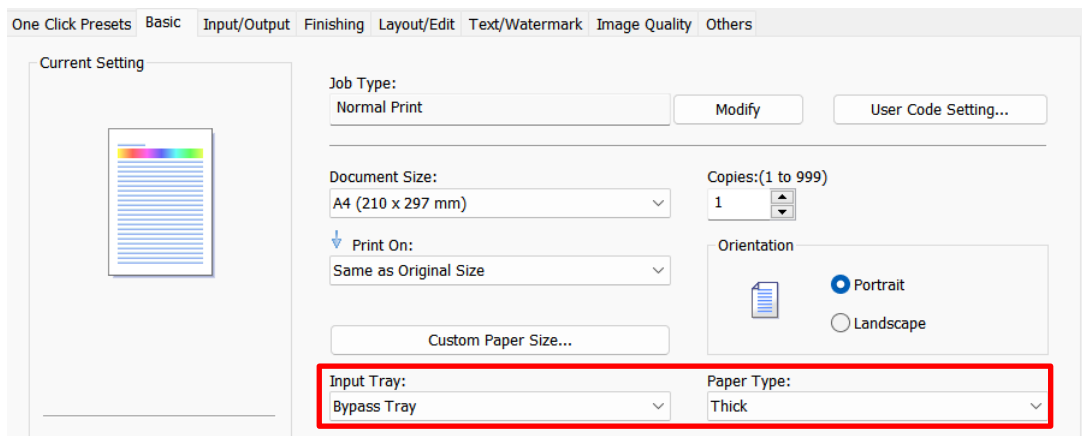 One Click Presets Basic Input/Output Finishing Layout/Edit Text/Watermark Image Quality Others
Current Setting
Job Type:
Normal Print Modify User Code Setting...
Document Size: Copies:(1 to 999)
A4 (210 x 297 mm) 1
Print On: Orientation
Same as Original Size Portrait
Landscape
Custom Paper Size...
Input Tray: Paper Type:
Bypass Tray Thick